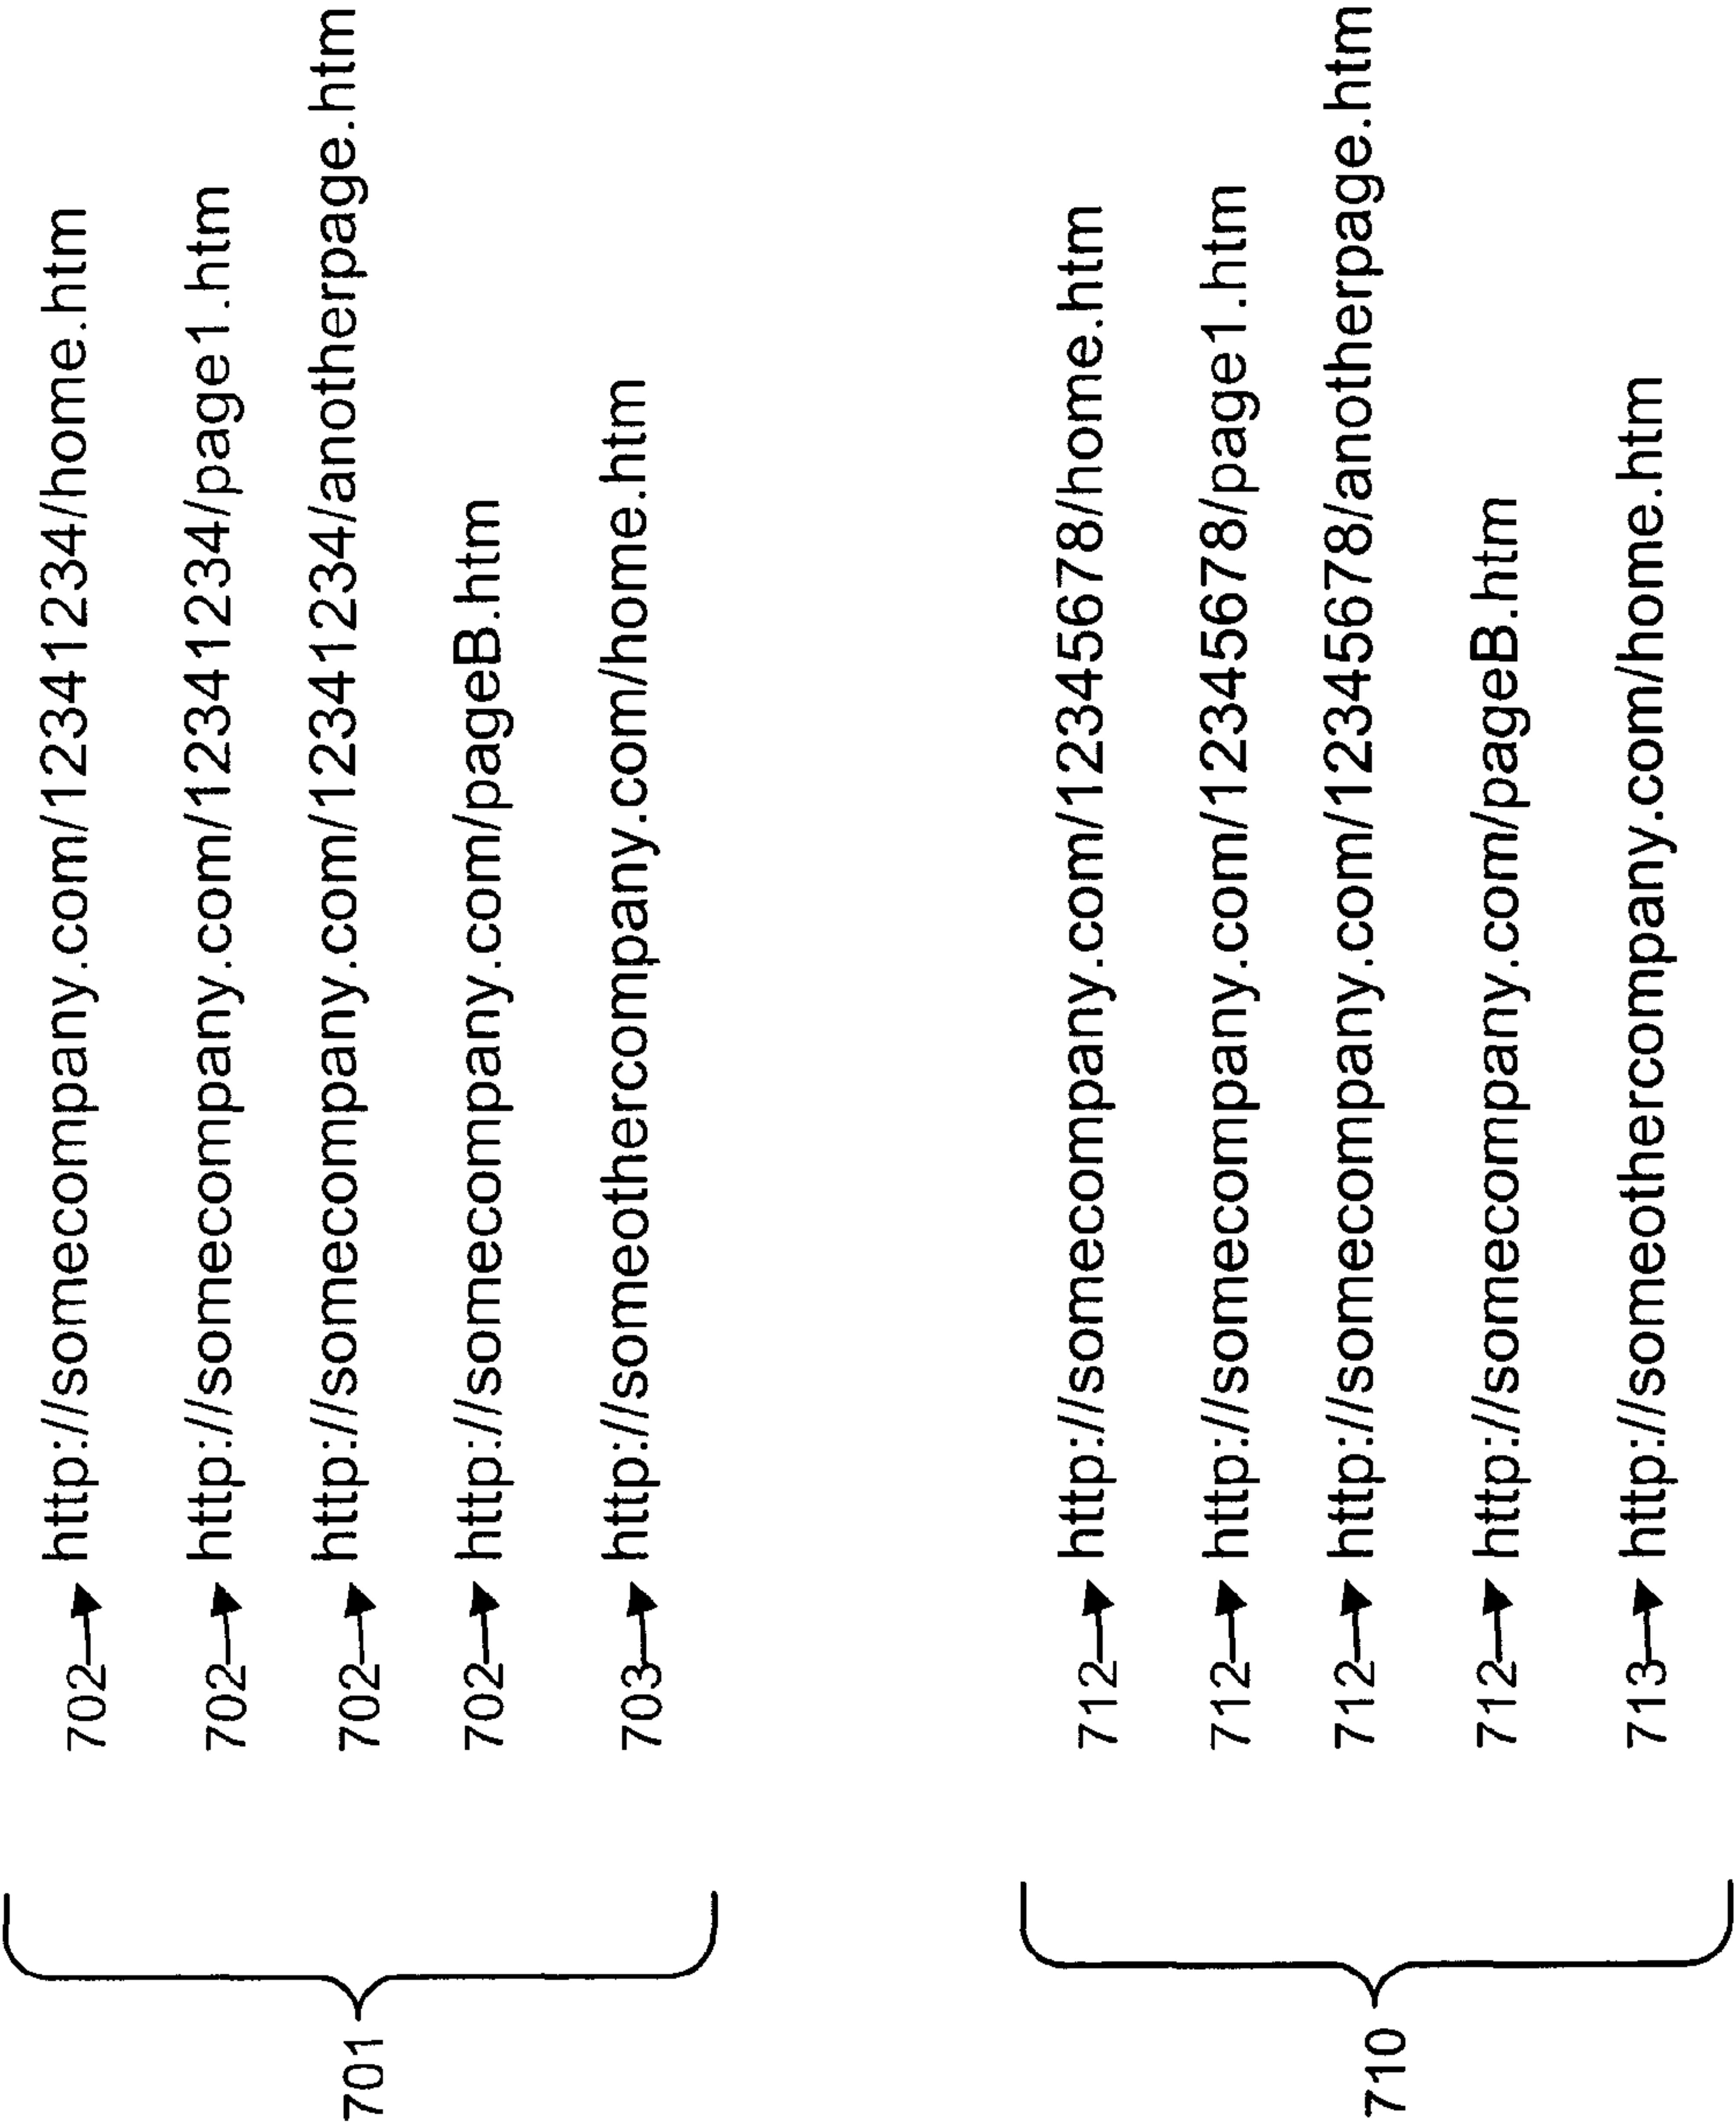 701
702 http://somecompany.com/12341234/home.htm
702 http://somecompany.com/12341234/page1.htm
702 http://somecompany.com/12341234/anotherpage.htm
702 http://somecompany.com/pageB.htm
703 http://someothercompany.com/home.htm
710
712 http://somecompany.com/12345678/home.htm
712 http://somecompany.com/12345678/page1.htm
712 http://somecompany.com/12345678/anotherpage.htm
712 http://somecompany.com/pageB.htm
713 http://someothercompany.com/home.htm